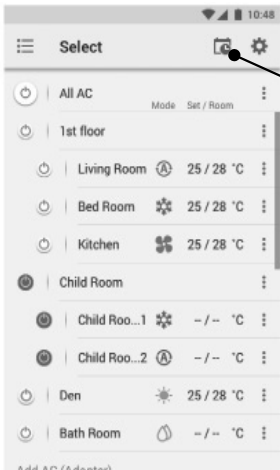 10:48
Select
All AC
Mode Set / Room
1st floor
Living Room A 25 / 28 °C
Bed Room 25 / 28 °C
Kitchen 25 / 28 °C
Child Room
Child Roo...1 -- / -- °C
Child Roo...2 A -- / -- °C
Den 25 / 28 °C
Bath Room -- / -- °C
Add AC (Adapter)